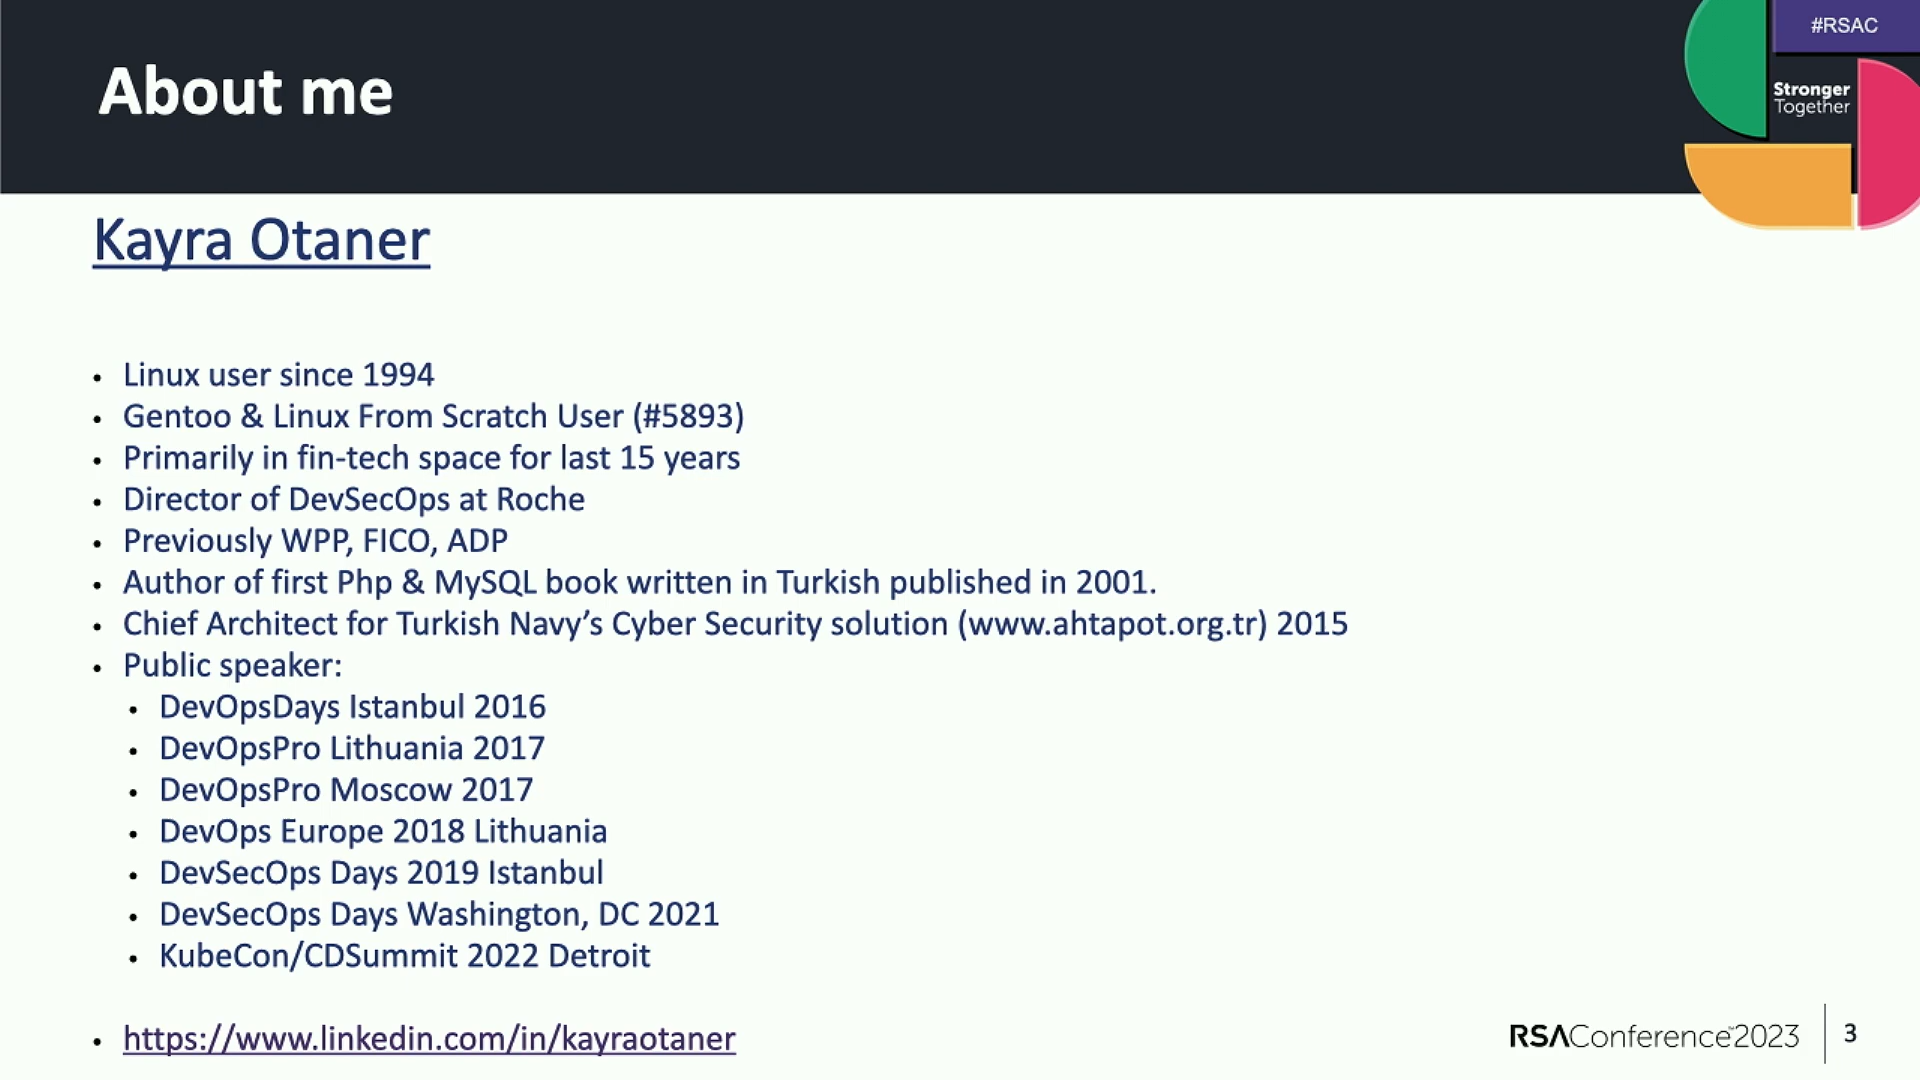 About me
#RSAC
Stronger
Together
Kayra Otaner
• Linux user since 1994
• Gentoo & Linux From Scratch User (#5893)
• Primarily in fin-tech space for last 15 years
• Director of DevSecOps at Roche
• Previously WPP, FICO, ADP
• Author of first Php & MySQL book written in Turkish published in 2001.
• Chief Architect for Turkish Navy’s Cyber Security solution (www.ahtapot.org.tr) 2015
• Public speaker:
• DevOpsDays Istanbul 2016
• DevOpsPro Lithuania 2017
• DevOpsPro Moscow 2017
• DevOps Europe 2018 Lithuania
• DevSecOps Days 2019 Istanbul
• DevSecOps Days Washington, DC 2021
• KubeCon/CDSummit 2022 Detroit
• https://www.linkedin.com/in/kayraotaner
RSAConference™2023
3